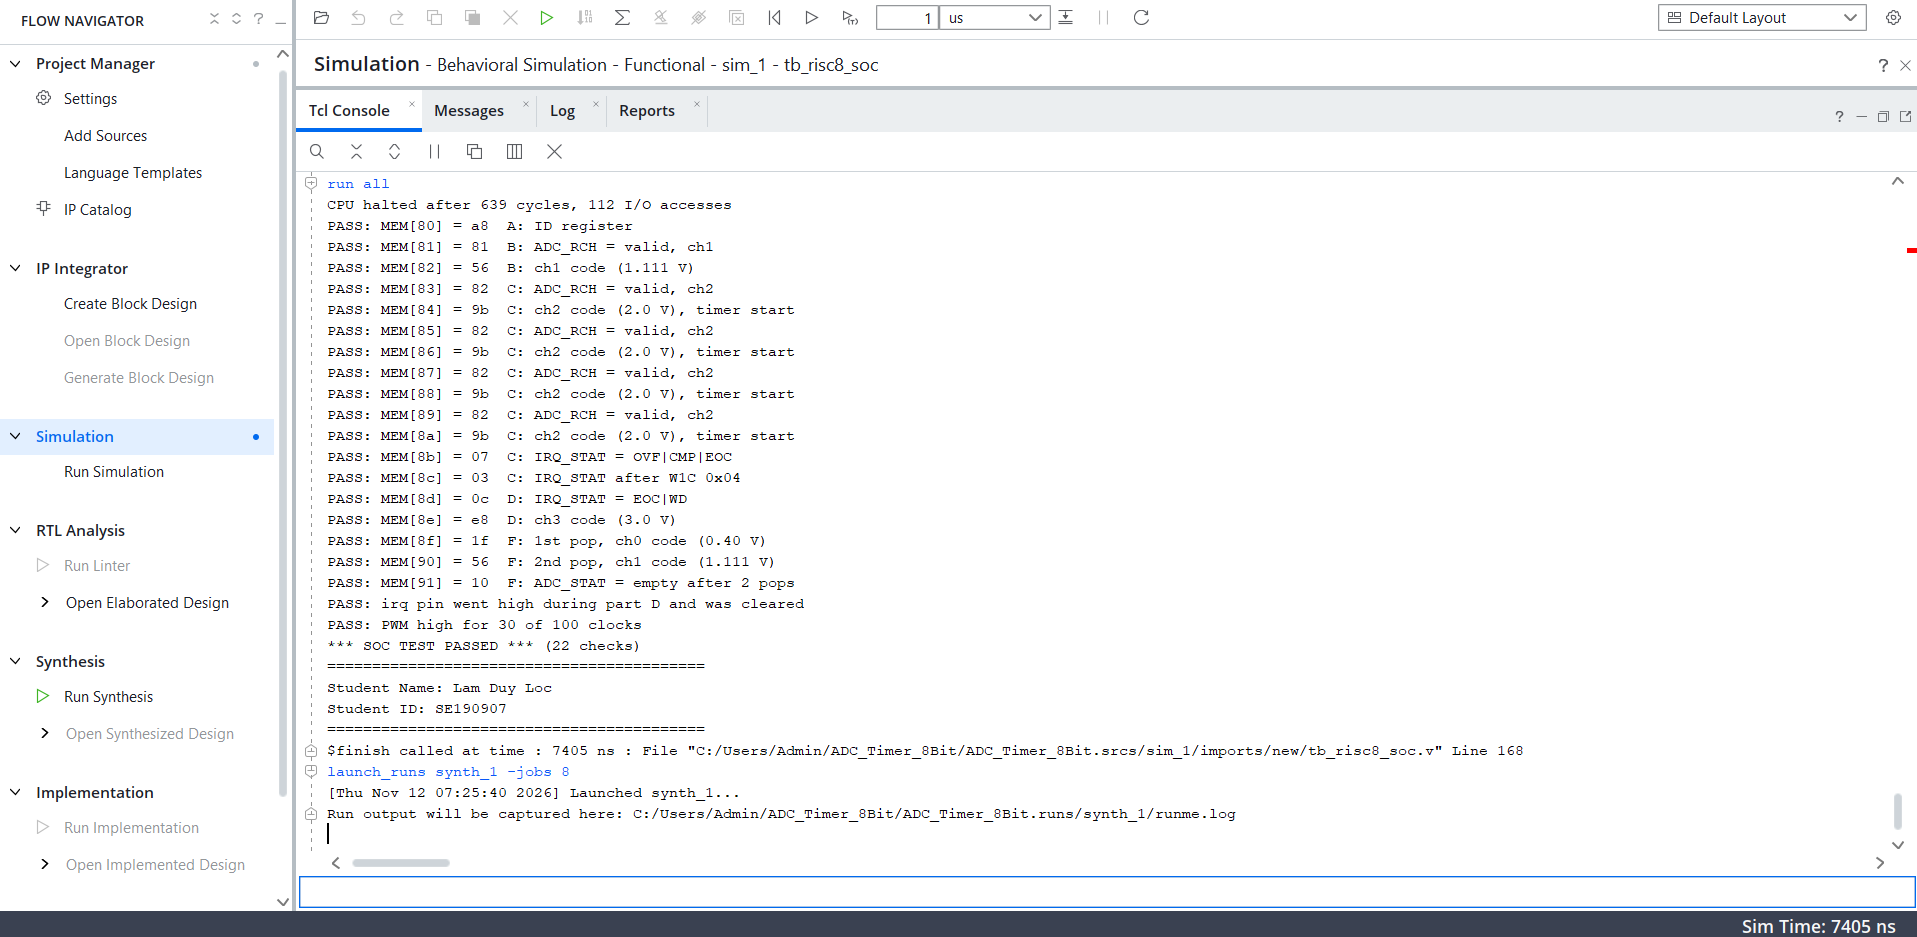 FLOW NAVIGATOR
Project Manager
Settings
Add Sources
Language Templates
IP Catalog
IP Integrator
Create Block Design
Open Block Design
Generate Block Design
Simulation
Run Simulation
RTL Analysis
Run Linter
Open Elaborated Design
Synthesis
Run Synthesis
Open Synthesized Design
Implementation
Run Implementation
Open Implemented Design
1 us
Default Layout
Simulation - Behavioral Simulation - Functional - sim_1 - tb_risc8_soc
Tcl Console Messages Log Reports
run all
CPU halted after 639 cycles, 112 I/O accesses
PASS: MEM[80] = a8  A: ID register
PASS: MEM[81] = 81  B: ADC_RCH = valid, ch1
PASS: MEM[82] = 56  B: ch1 code (1.111 V)
PASS: MEM[83] = 82  C: ADC_RCH = valid, ch2
PASS: MEM[84] = 9b  C: ch2 code (2.0 V), timer start
PASS: MEM[85] = 82  C: ADC_RCH = valid, ch2
PASS: MEM[86] = 9b  C: ch2 code (2.0 V), timer start
PASS: MEM[87] = 82  C: ADC_RCH = valid, ch2
PASS: MEM[88] = 9b  C: ch2 code (2.0 V), timer start
PASS: MEM[89] = 82  C: ADC_RCH = valid, ch2
PASS: MEM[8a] = 9b  C: ch2 code (2.0 V), timer start
PASS: MEM[8b] = 07  C: IRQ_STAT = OVF|CMP|EOC
PASS: MEM[8c] = 03  C: IRQ_STAT after W1C 0x04
PASS: MEM[8d] = 0c  D: IRQ_STAT = EOC|WD
PASS: MEM[8e] = e8  D: ch3 code (3.0 V)
PASS: MEM[8f] = 1f  F: 1st pop, ch0 code (0.40 V)
PASS: MEM[90] = 56  F: 2nd pop, ch1 code (1.111 V)
PASS: MEM[91] = 10  F: ADC_STAT = empty after 2 pops
PASS: irq pin went high during part D and was cleared
PASS: PWM high for 30 of 100 clocks
*** SOC TEST PASSED *** (22 checks)
==========================================
Student Name: Lam Duy Loc
Student ID: SE190907
==========================================
$finish called at time : 7405 ns : File "C:/Users/Admin/ADC_Timer_8Bit/ADC_Timer_8Bit.srcs/sim_1/imports/new/tb_risc8_soc.v" Line 168
launch_runs synth_1 -jobs 8
[Thu Nov 12 07:25:40 2026] Launched synth_1...
Run output will be captured here: C:/Users/Admin/ADC_Timer_8Bit/ADC_Timer_8Bit.runs/synth_1/runme.log
Sim Time: 7405 ns